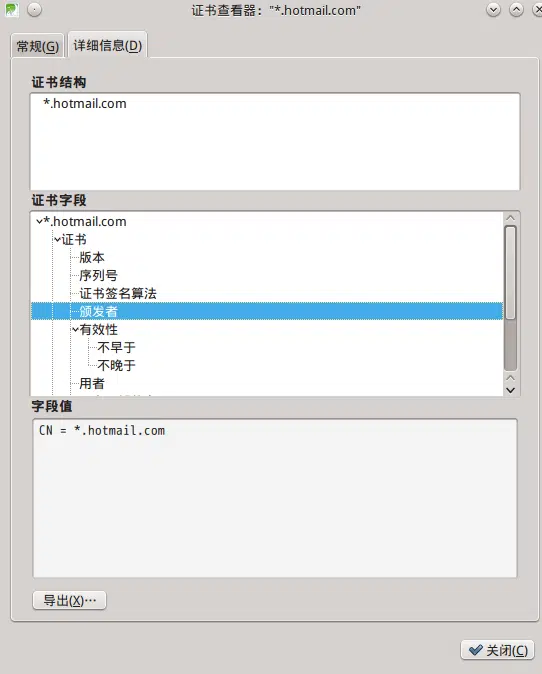 证书查看器："*.hotmail.com"
常规(G) 详细信息(D)
证书结构
*.hotmail.com
证书字段
*.hotmail.com
证书
版本
序列号
证书签名算法
颁发者
有效性
不早于
不晚于
用者
字段值
CN = *.hotmail.com
导出(X)…
关闭(C)